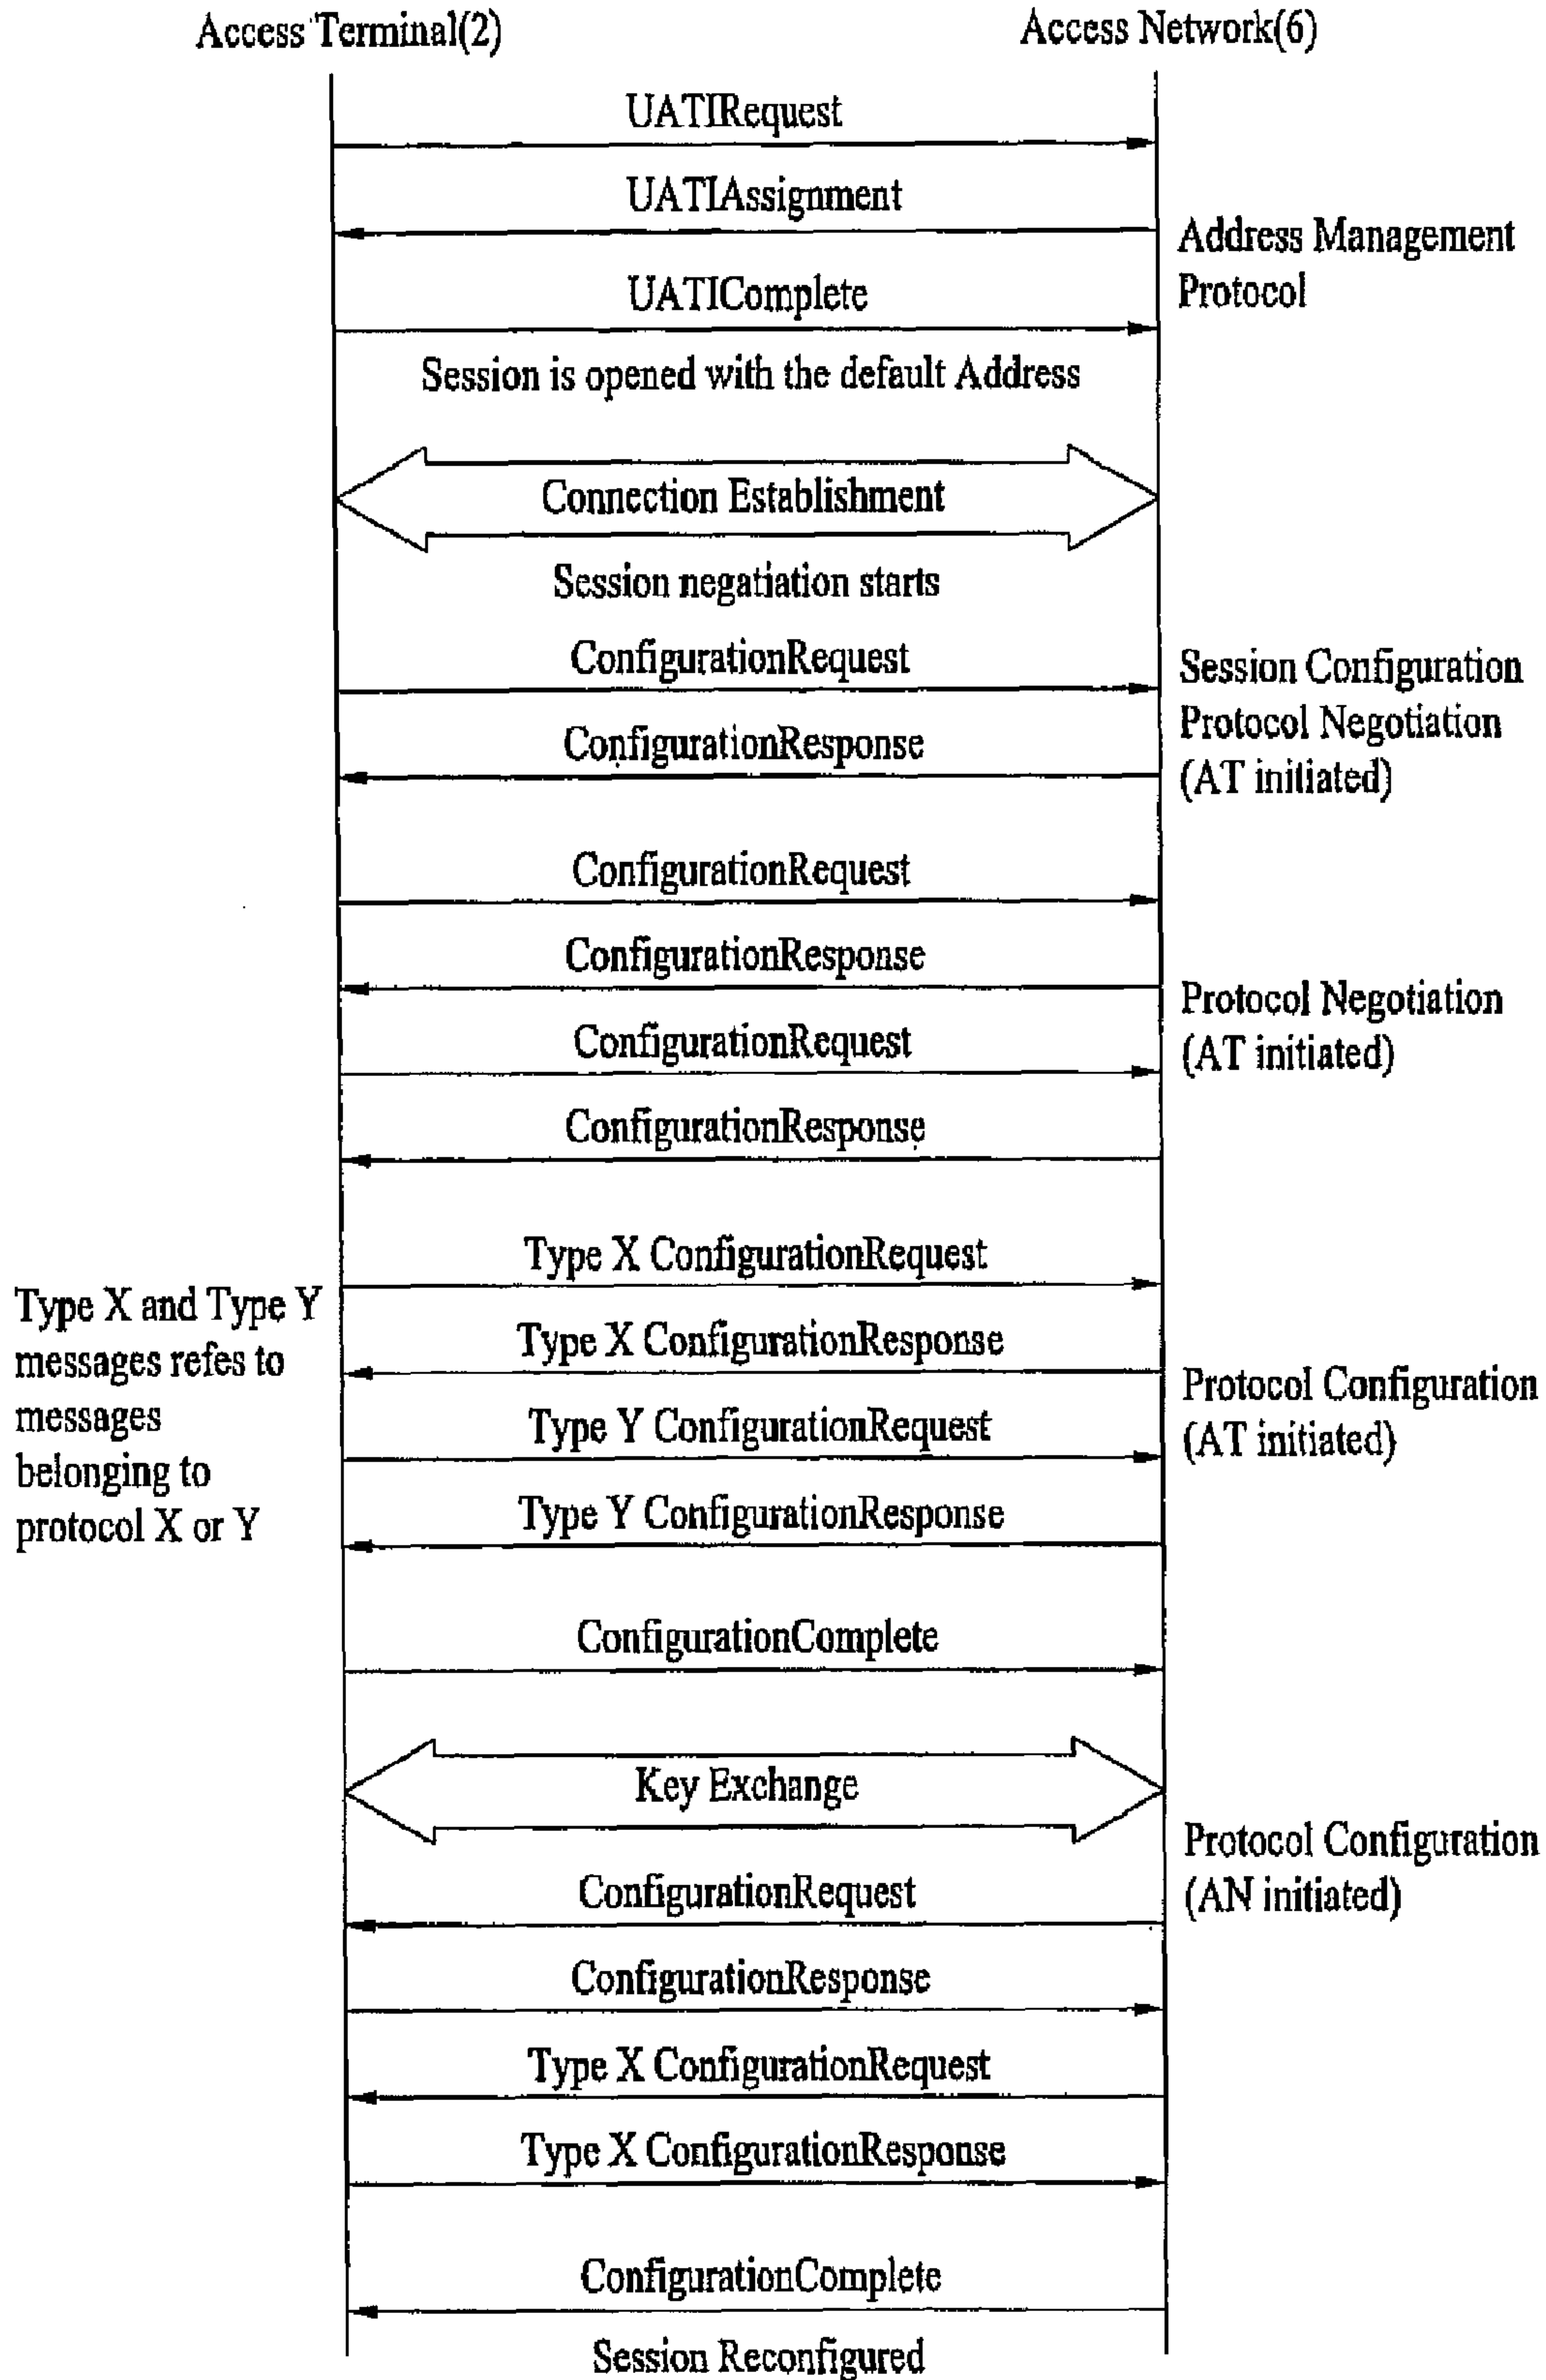 Access Terminal(2)
Access Network(6)
UATIRequest
UATIAssignment
Address Management
Protocol
UATIComplete
Session is opened with the default Address
Connection Establishment
Session negatiation starts
ConfigurationRequest
Session Configuration
Protocol Negotiation
(AT initiated)
ConfigurationResponse
ConfigurationRequest
ConfigurationResponse
Protocol Negotiation
(AT initiated)
ConfigurationRequest
ConfigurationResponse
Type X ConfigurationRequest
Type X and Type Y
messages refes to
messages
belonging to
protocol X or Y
Type X ConfigurationResponse
Protocol Configuration
(AT initiated)
Type Y ConfigurationRequest
Type Y ConfigurationResponse
ConfigurationComplete
Key Exchange
Protocol Configuration
(AN initiated)
ConfigurationRequest
ConfigurationResponse
Type X ConfigurationRequest
Type X ConfigurationResponse
ConfigurationComplete
Session Reconfigured